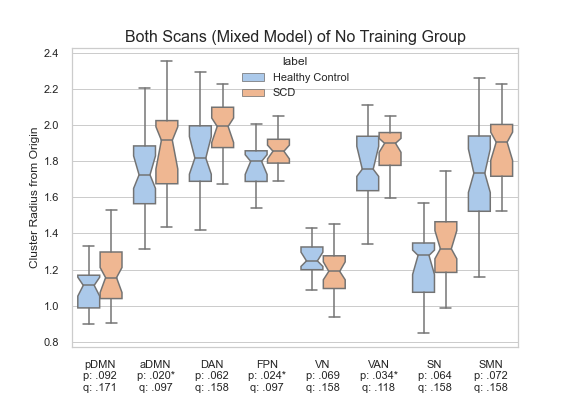 Both Scans (Mixed Model) of No Training Group
label
Healthy Control
SCD
Cluster Radius from Origin
2.4
2.2
2.0
1.8
1.6
1.4
1.2
1.0
0.8
pDMN aDMN DAN FPN VN VAN SN SMN
p: .092 p: .020* p: .062 p: .024* p: .069 p: .034* p: .064 p: .072
q: .171 q: .097 q: .158 q: .097 q: .158 q: .118 q: .158 q: .158